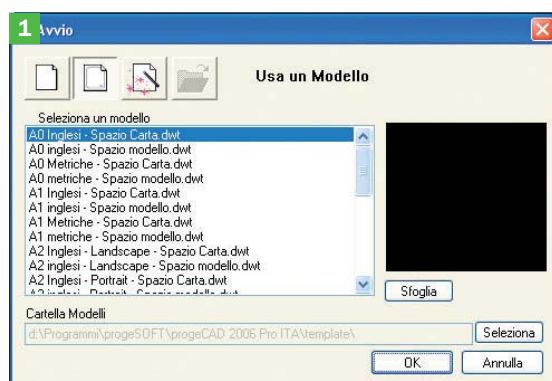 1
Avvio
Usa un Modello
Seleziona un modello
A0 Inglesi - Spazio Carta.dwt
A0 inglesi - Spazio modello.dwt
A0 Metriche - Spazio Carta.dwt
A0 metriche - Spazio modello.dwt
A1 Inglesi - Spazio Carta.dwt
A1 inglesi - Spazio modello.dwt
A1 Metriche - Spazio Carta.dwt
A1 metriche - Spazio modello.dwt
A2 Inglesi - Landscape - Spazio Carta.dwt
A2 inglesi - Landscape - Spazio modello.dwt
A2 Inglesi - Portrait - Spazio Carta.dwt
Sfoglia
Cartella Modelli
d:\Programmi\progeSOFT\progeCAD 2006 Pro ITA\template\
Seleziona
OK
Annulla